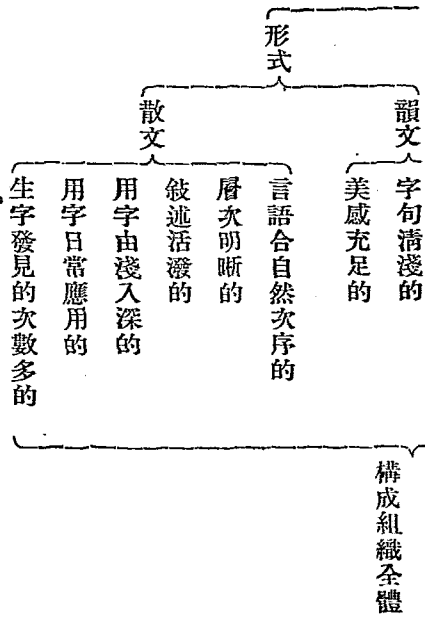 形式
韻文
字句清淺的
美感充足的
散文
言語合自然次序的
層次明晰的
敍述活潑的
用字由淺入深的
用字日常應用的
生字發見的次數多的
構成組織全體